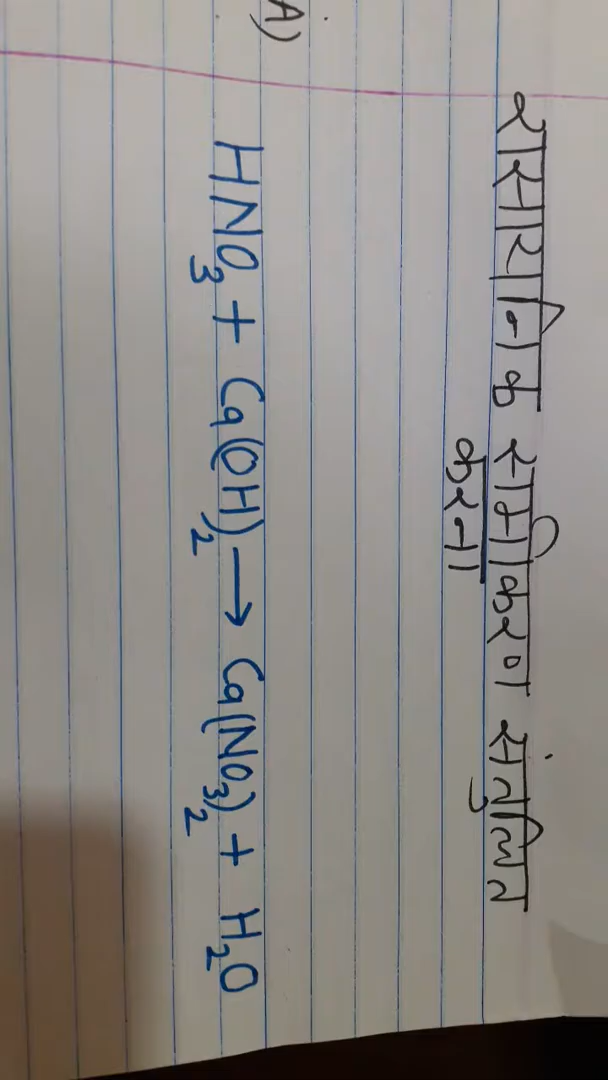 रासायनिक समीकरण संतुलित
करना
A)
HNO₃ + Ca(OH)₂ → Ca(NO₃)₂ + H₂O